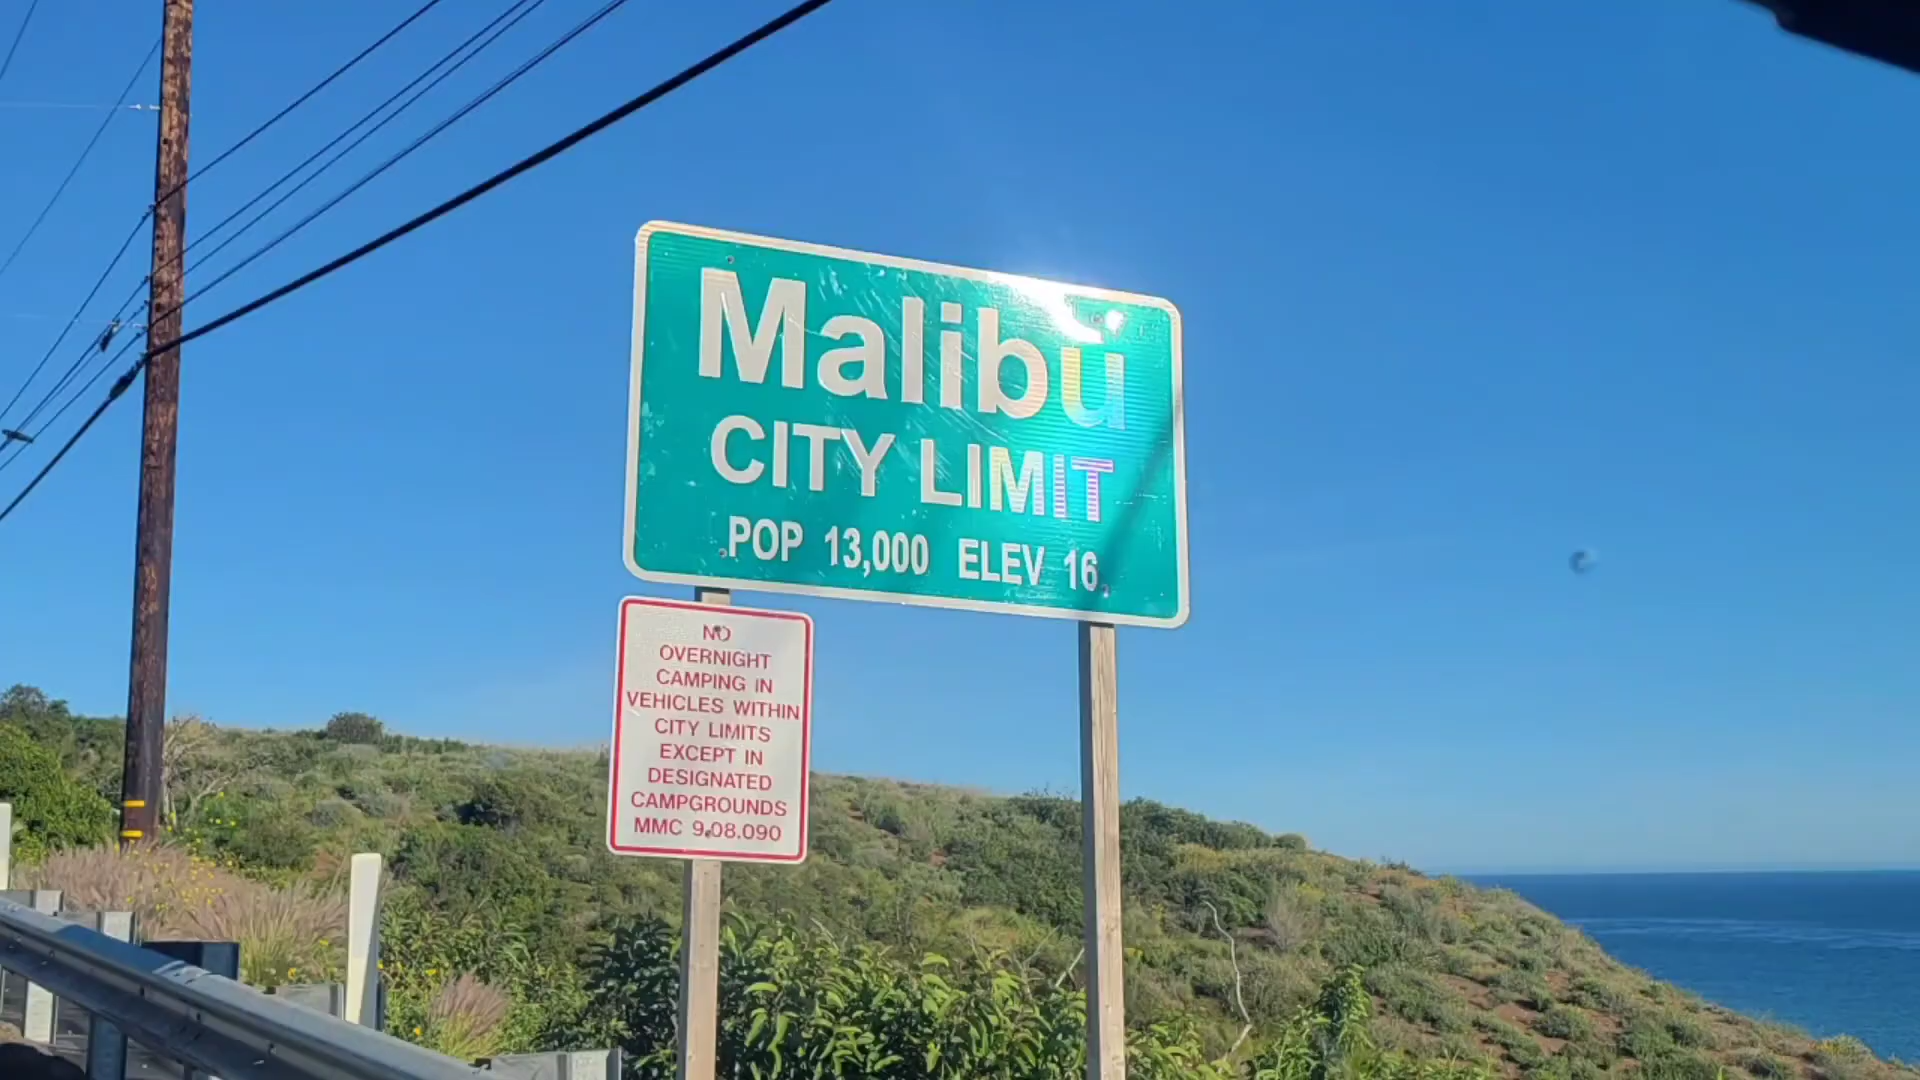 Malibu
CITY LIMIT
POP 13,000 ELEV 16
NO
OVERNIGHT
CAMPING IN
VEHICLES WITHIN
CITY LIMITS
EXCEPT IN
DESIGNATED
CAMPGROUNDS
MMC 9.08.090